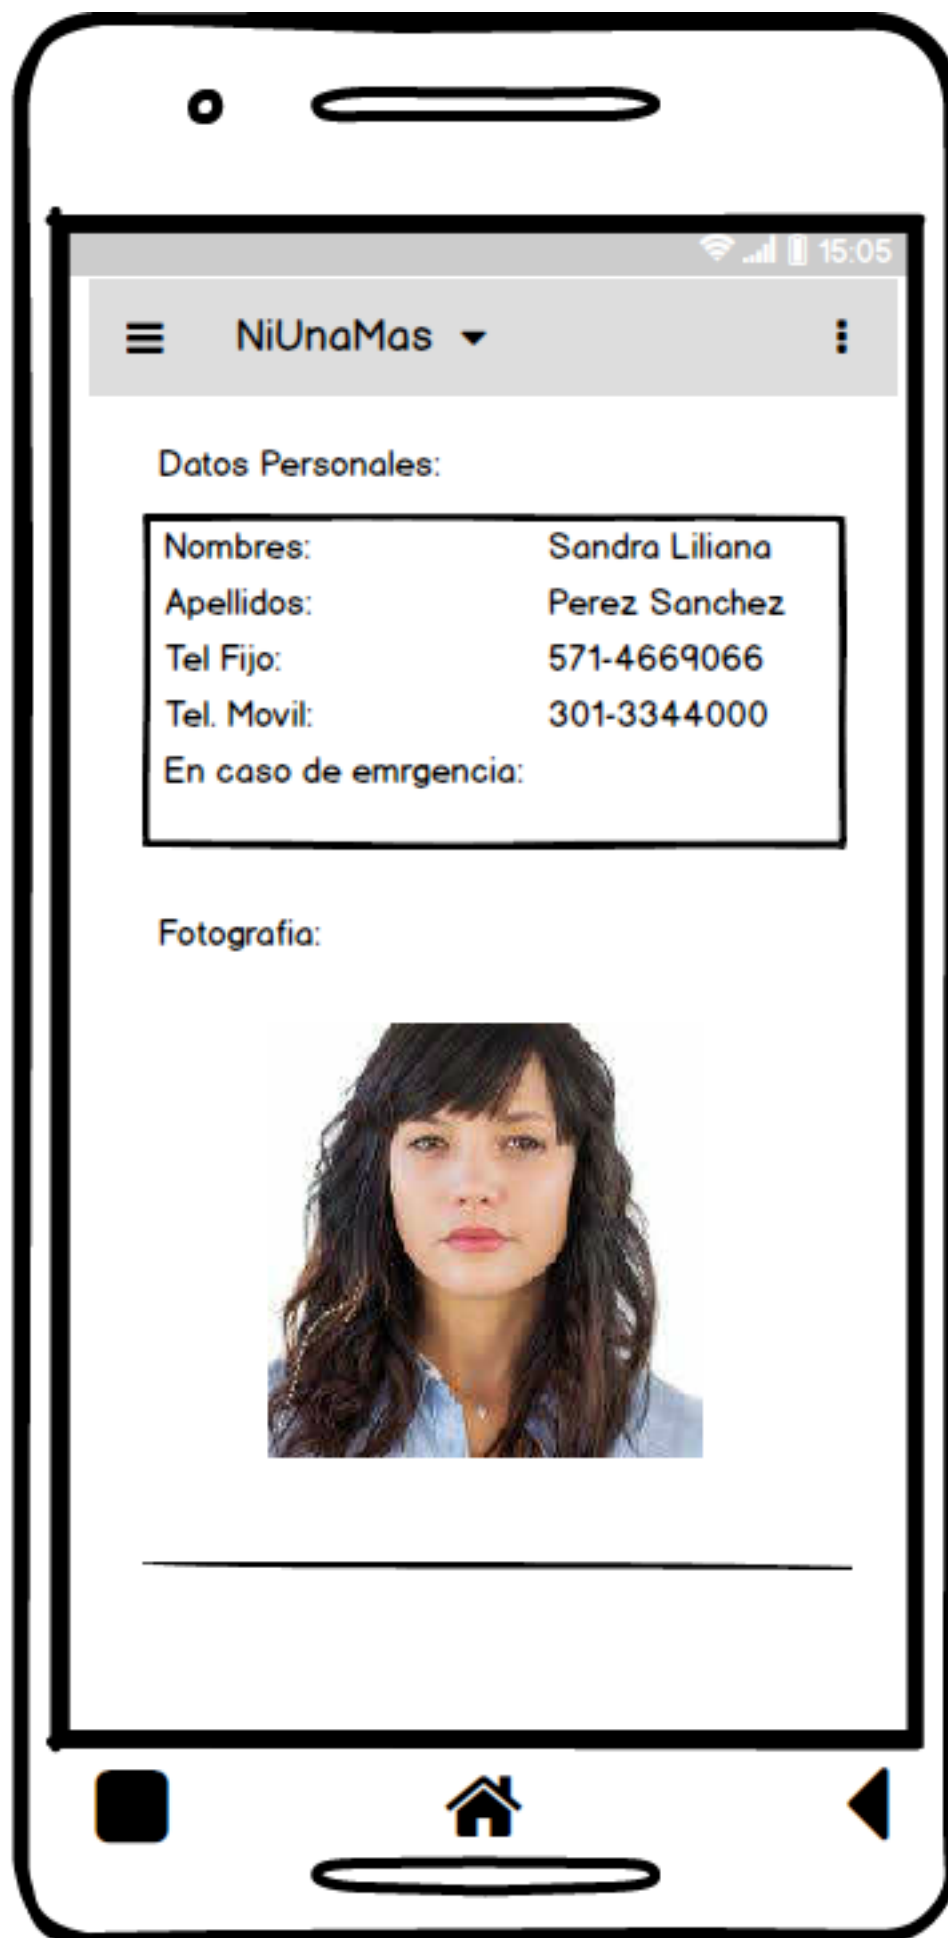 15:05
NiUnaMas
Datos Personales:
Nombres: Sandra Liliana
Apellidos: Perez Sanchez
Tel Fijo: 571-4669066
Tel. Movil: 301-3344000
En caso de emrgencia:
Fotografia: